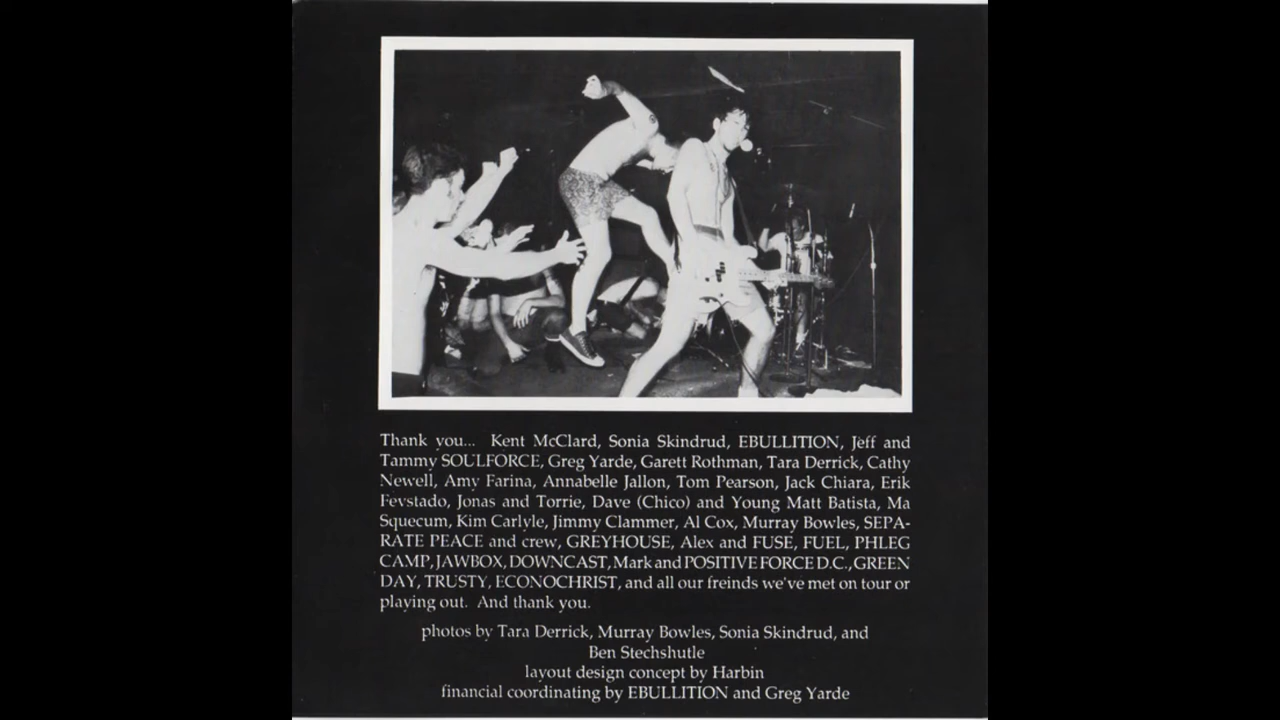 Thank you... Kent McClard, Sonia Skindrud, EBULLITION, Jeff and
Tammy SOULFORCE, Greg Yarde, Garett Rothman, Tara Derrick, Cathy
Newell, Amy Farina, Annabelle Jallon, Tom Pearson, Jack Chiara, Erik
Fevstado, Jonas and Torrie, Dave (Chico) and Young Matt Batista, Ma
Squecum, Kim Carlyle, Jimmy Clammer, Al Cox, Murray Bowles, SEPA-
RATE PEACE and crew, GREYHOUSE, Alex and FUSE, FUEL, PHLEG
CAMP, JAWBOX, DOWNCAST, Mark and POSITIVE FORCE D.C., GREEN
DAY, TRUSTY, ECONOCHRIST, and all our freinds we've met on tour or
playing out. And thank you.
photos by Tara Derrick, Murray Bowles, Sonia Skindrud, and
Ben Stechshutle
layout design concept by Harbin
financial coordinating by EBULLITION and Greg Yarde